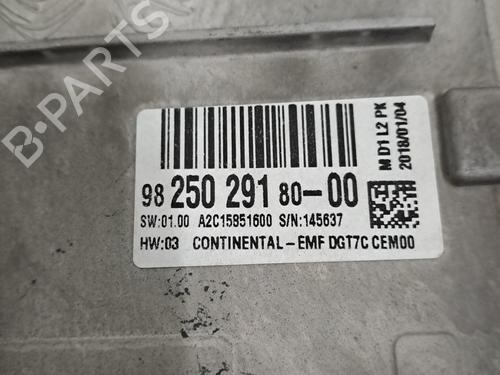 98 250 291 80-00
SW:01.00 A2C15851600 S/N:145637
HW:03 CONTINENTAL-EMF DGT7C CEM00
M D1 L2 PK
2018/01/04
B-PARTS